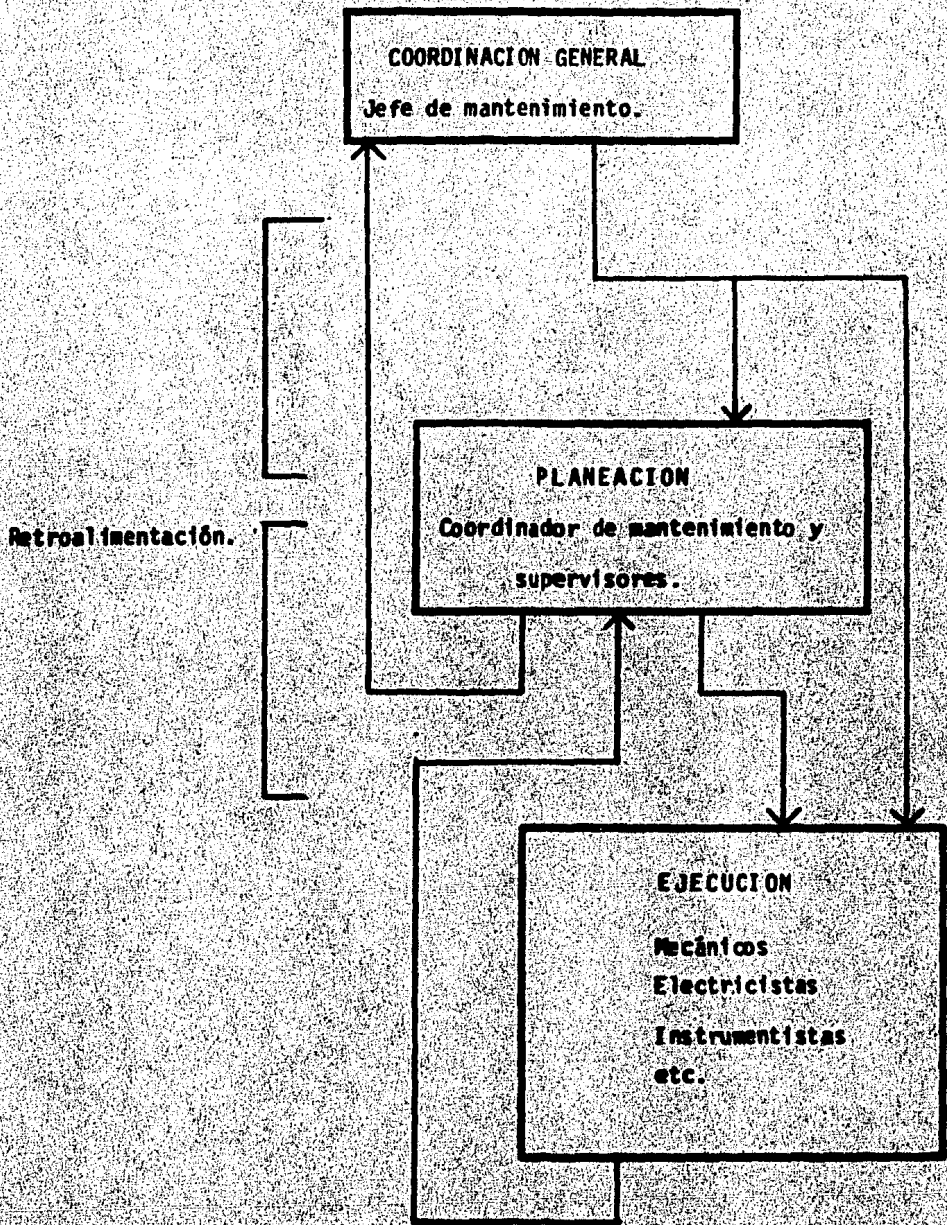 COORDINACION GENERAL
Jefe de mantenimiento.
PLANEACION
Coordinador de mantenimiento y
supervisores.
Retroalimentación.
EJECUCION
Mecánicos
Electricistas
Instrumentistas
etc.